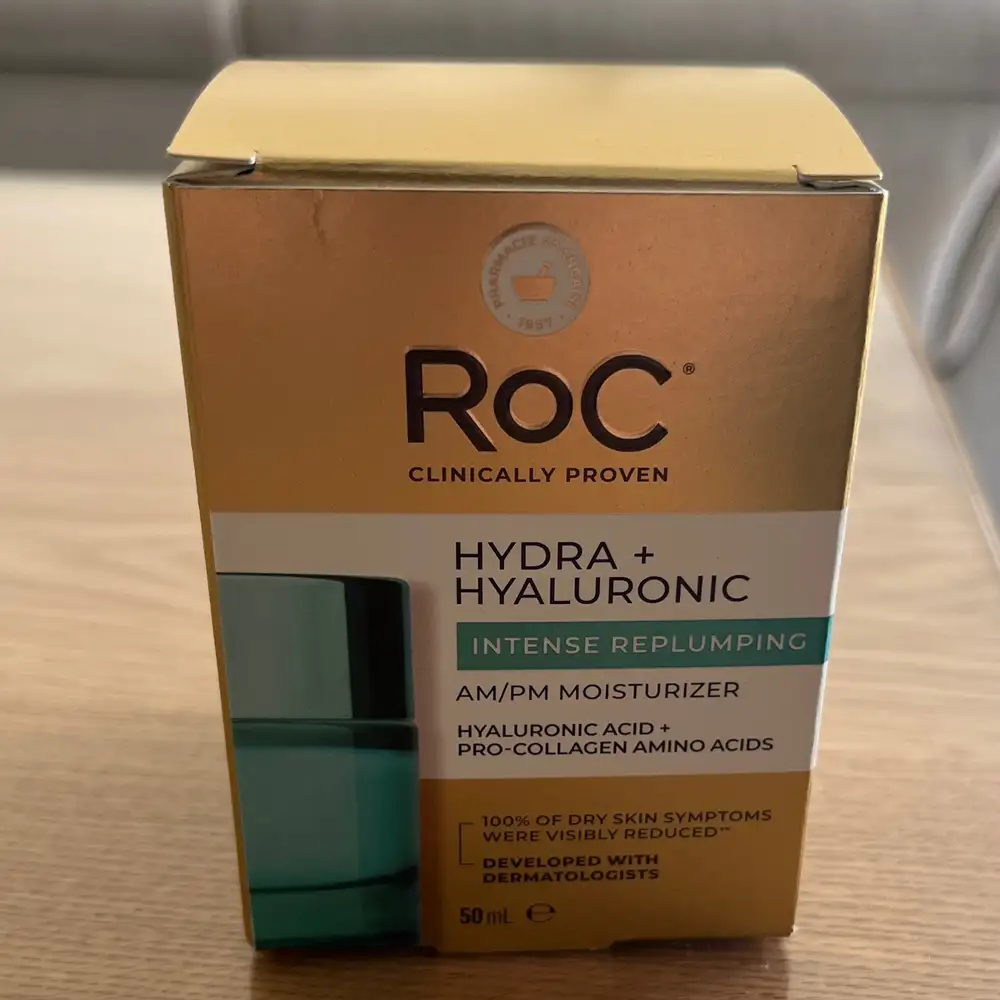 PHARMACIE FRANÇAISE
· 1957 ·
RoC®
CLINICALLY PROVEN
HYDRA +
HYALURONIC
INTENSE REPLUMPING
AM/PM MOISTURIZER
HYALURONIC ACID +
PRO-COLLAGEN AMINO ACIDS
100% OF DRY SKIN SYMPTOMS
WERE VISIBLY REDUCED**
DEVELOPED WITH
DERMATOLOGISTS
50 mL ℮